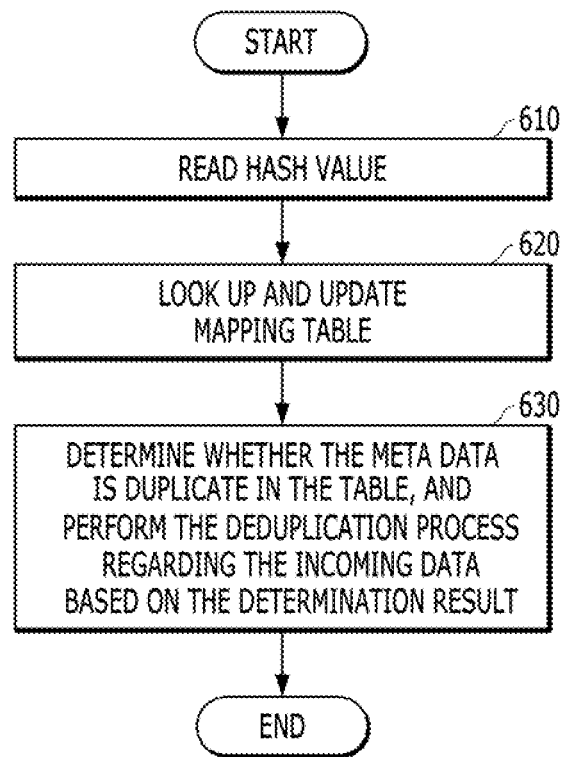 START
610
READ HASH VALUE
620
LOOK UP AND UPDATE
MAPPING TABLE
630
DETERMINE WHETHER THE META DATA
IS DUPLICATE IN THE TABLE, AND
PERFORM THE DEDUPLICATION PROCESS
REGARDING THE INCOMING DATA
BASED ON THE DETERMINATION RESULT
END